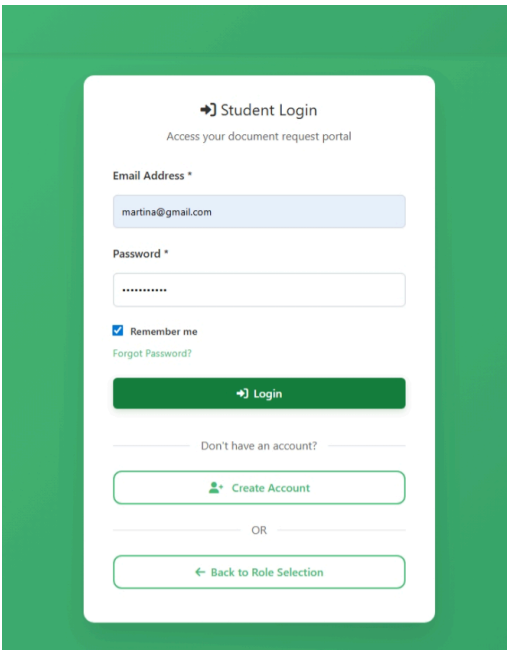 Student Login
Access your document request portal
Email Address *
martina@gmail.com
Password *
•••••••••••
Remember me
Forgot Password?
Login
Don't have an account?
Create Account
OR
Back to Role Selection